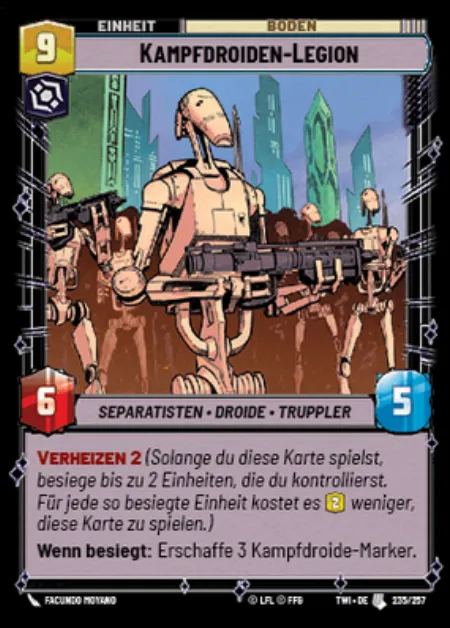 EINHEIT
BODEN
9
KAMPFDROIDEN-LEGION
6
SEPARATISTEN • DROIDE • TRUPPLER
5
VERHEIZEN 2 (Solange du diese Karte spielst,
besiege bis zu 2 Einheiten, die du kontrollierst.
Für jede so besiegte Einheit kostet es 2 weniger,
diese Karte zu spielen.)
Wenn besiegt: Erschaffe 3 Kampfdroide-Marker.
FACUNDO MOYANO
© LFL © FFG
TWI • DE
235/257